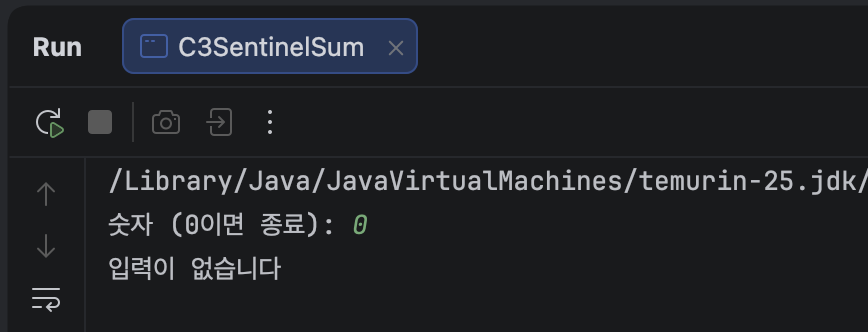 Run C3SentinelSum
/Library/Java/JavaVirtualMachines/temurin-25.jdk/
숫자 (0이면 종료): 0
입력이 없습니다